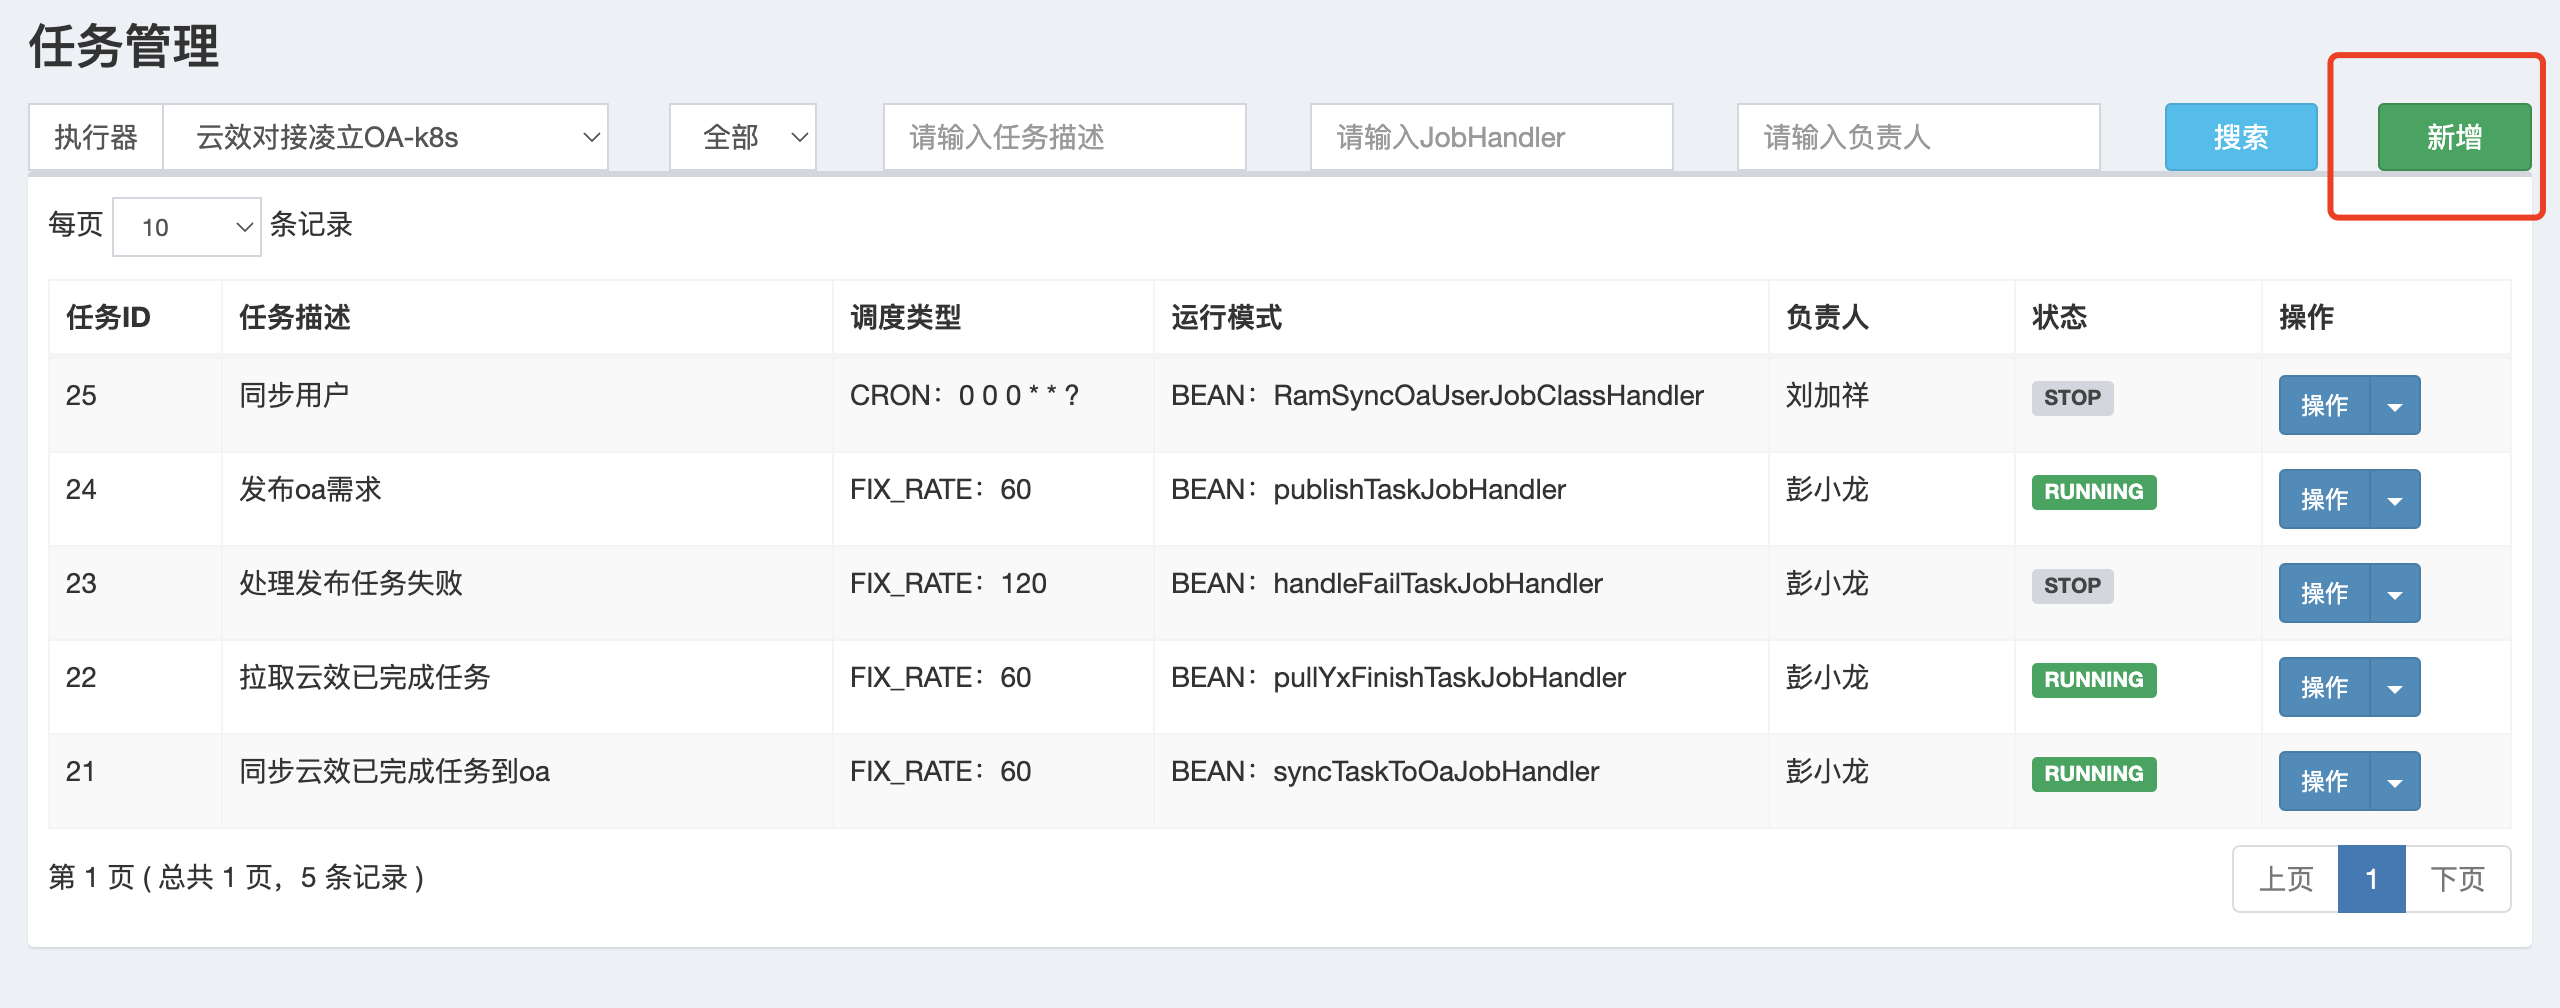 任务管理
执行器 云效对接凌立OA-k8s 全部 请输入任务描述 请输入JobHandler 请输入负责人 搜索 新增
每页 10 条记录
任务ID 任务描述 调度类型 运行模式 负责人 状态 操作
25 同步用户 CRON：0 0 0 * * ? BEAN：RamSyncOaUserJobClassHandler 刘加祥 STOP 操作
24 发布oa需求 FIX_RATE：60 BEAN：publishTaskJobHandler 彭小龙 RUNNING 操作
23 处理发布任务失败 FIX_RATE：120 BEAN：handleFailTaskJobHandler 彭小龙 STOP 操作
22 拉取云效已完成任务 FIX_RATE：60 BEAN：pullYxFinishTaskJobHandler 彭小龙 RUNNING 操作
21 同步云效已完成任务到oa FIX_RATE：60 BEAN：syncTaskToOaJobHandler 彭小龙 RUNNING 操作
第 1 页 ( 总共 1 页，5 条记录 ) 上页 1 下页